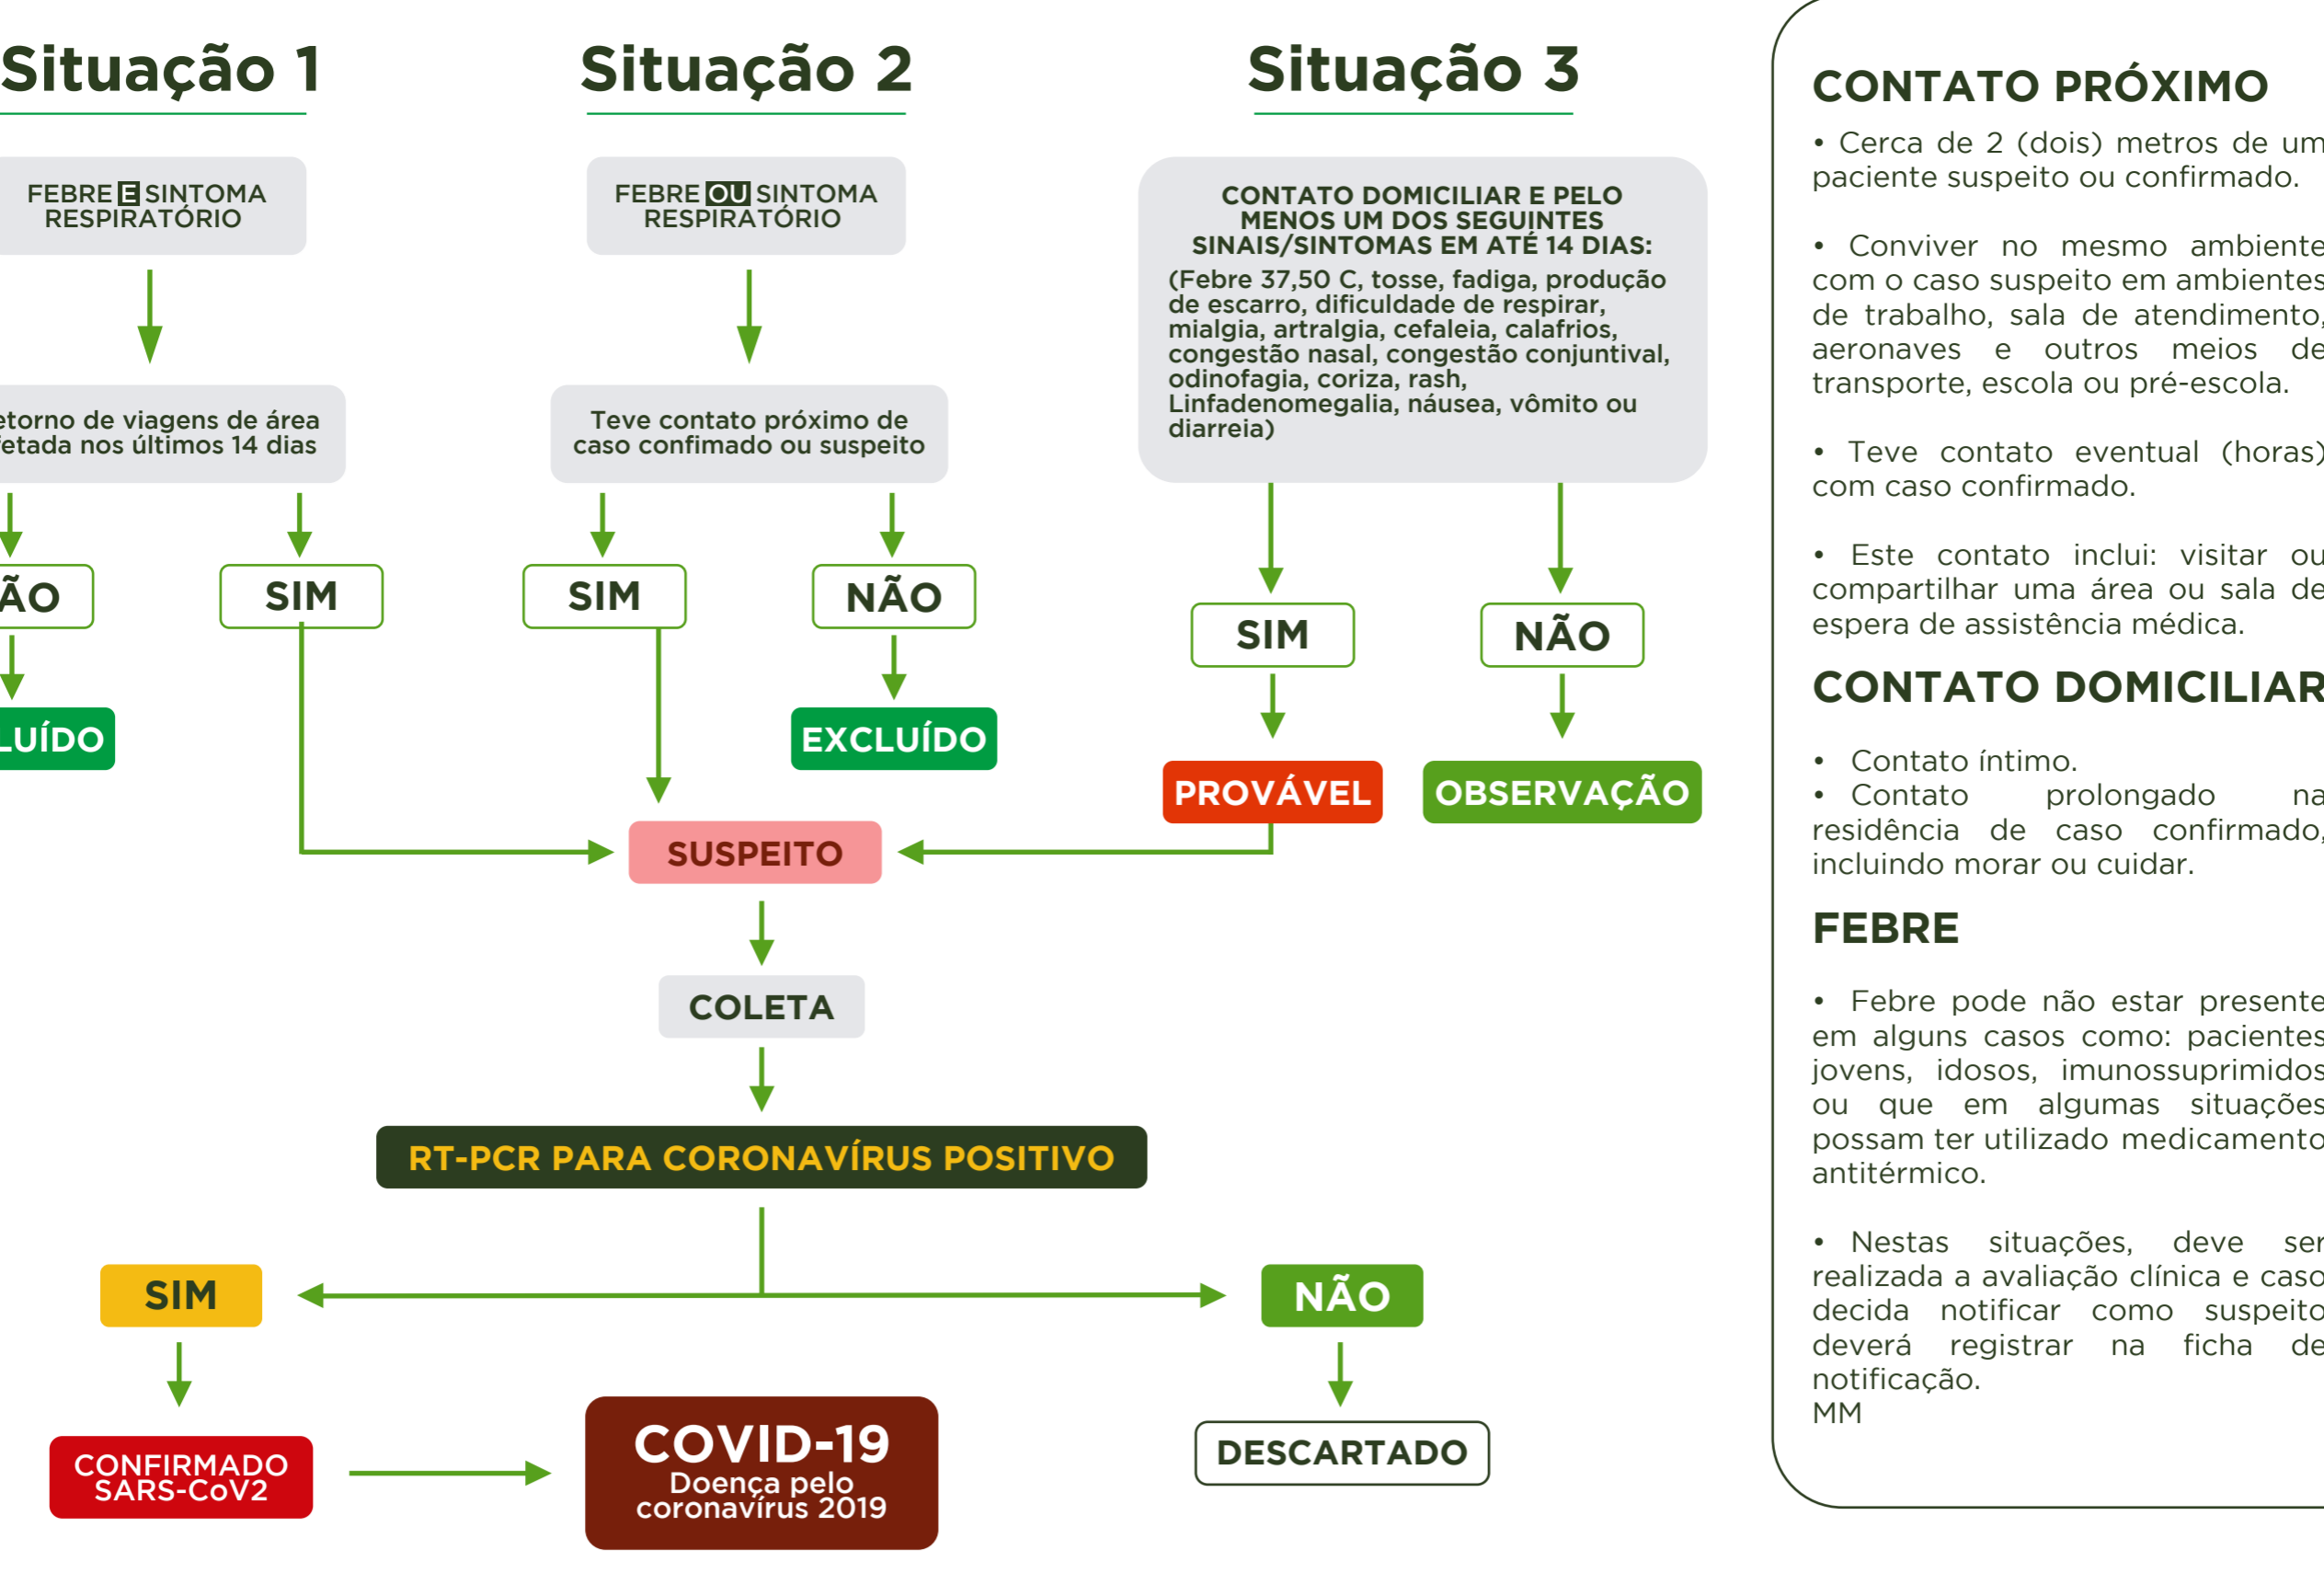 Situação 1
FEBRE E SINTOMA
RESPIRATÓRIO
etorno de viagens de área
fetada nos últimos 14 dias
ÃO
SIM
LUÍDO
Situação 2
FEBRE OU SINTOMA
RESPIRATÓRIO
Teve contato próximo de
caso confimado ou suspeito
SIM
NÃO
EXCLUÍDO
Situação 3
CONTATO DOMICILIAR E PELO
MENOS UM DOS SEGUINTES
SINAIS/SINTOMAS EM ATÉ 14 DIAS:
(Febre 37,50 C, tosse, fadiga, produção
de escarro, dificuldade de respirar,
mialgia, artralgia, cefaleia, calafrios,
congestão nasal, congestão conjuntival,
odinofagia, coriza, rash,
Linfadenomegalia, náusea, vômito ou
diarreia)
SIM
NÃO
PROVÁVEL
OBSERVAÇÃO
SUSPEITO
COLETA
RT-PCR PARA CORONAVÍRUS POSITIVO
SIM
NÃO
CONFIRMADO
SARS-CoV2
COVID-19
Doença pelo
coronavírus 2019
DESCARTADO
CONTATO PRÓXIMO
• Cerca de 2 (dois) metros de um
paciente suspeito ou confirmado.
• Conviver no mesmo ambiente
com o caso suspeito em ambientes
de trabalho, sala de atendimento,
aeronaves e outros meios de
transporte, escola ou pré-escola.
• Teve contato eventual (horas)
com caso confirmado.
• Este contato inclui: visitar ou
compartilhar uma área ou sala de
espera de assistência médica.
CONTATO DOMICILIAR
• Contato íntimo.
• Contato prolongado na
residência de caso confirmado,
incluindo morar ou cuidar.
FEBRE
• Febre pode não estar presente
em alguns casos como: pacientes
jovens, idosos, imunossuprimidos
ou que em algumas situações
possam ter utilizado medicamento
antitérmico.
• Nestas situações, deve ser
realizada a avaliação clínica e caso
decida notificar como suspeito
deverá registrar na ficha de
notificação.
MM